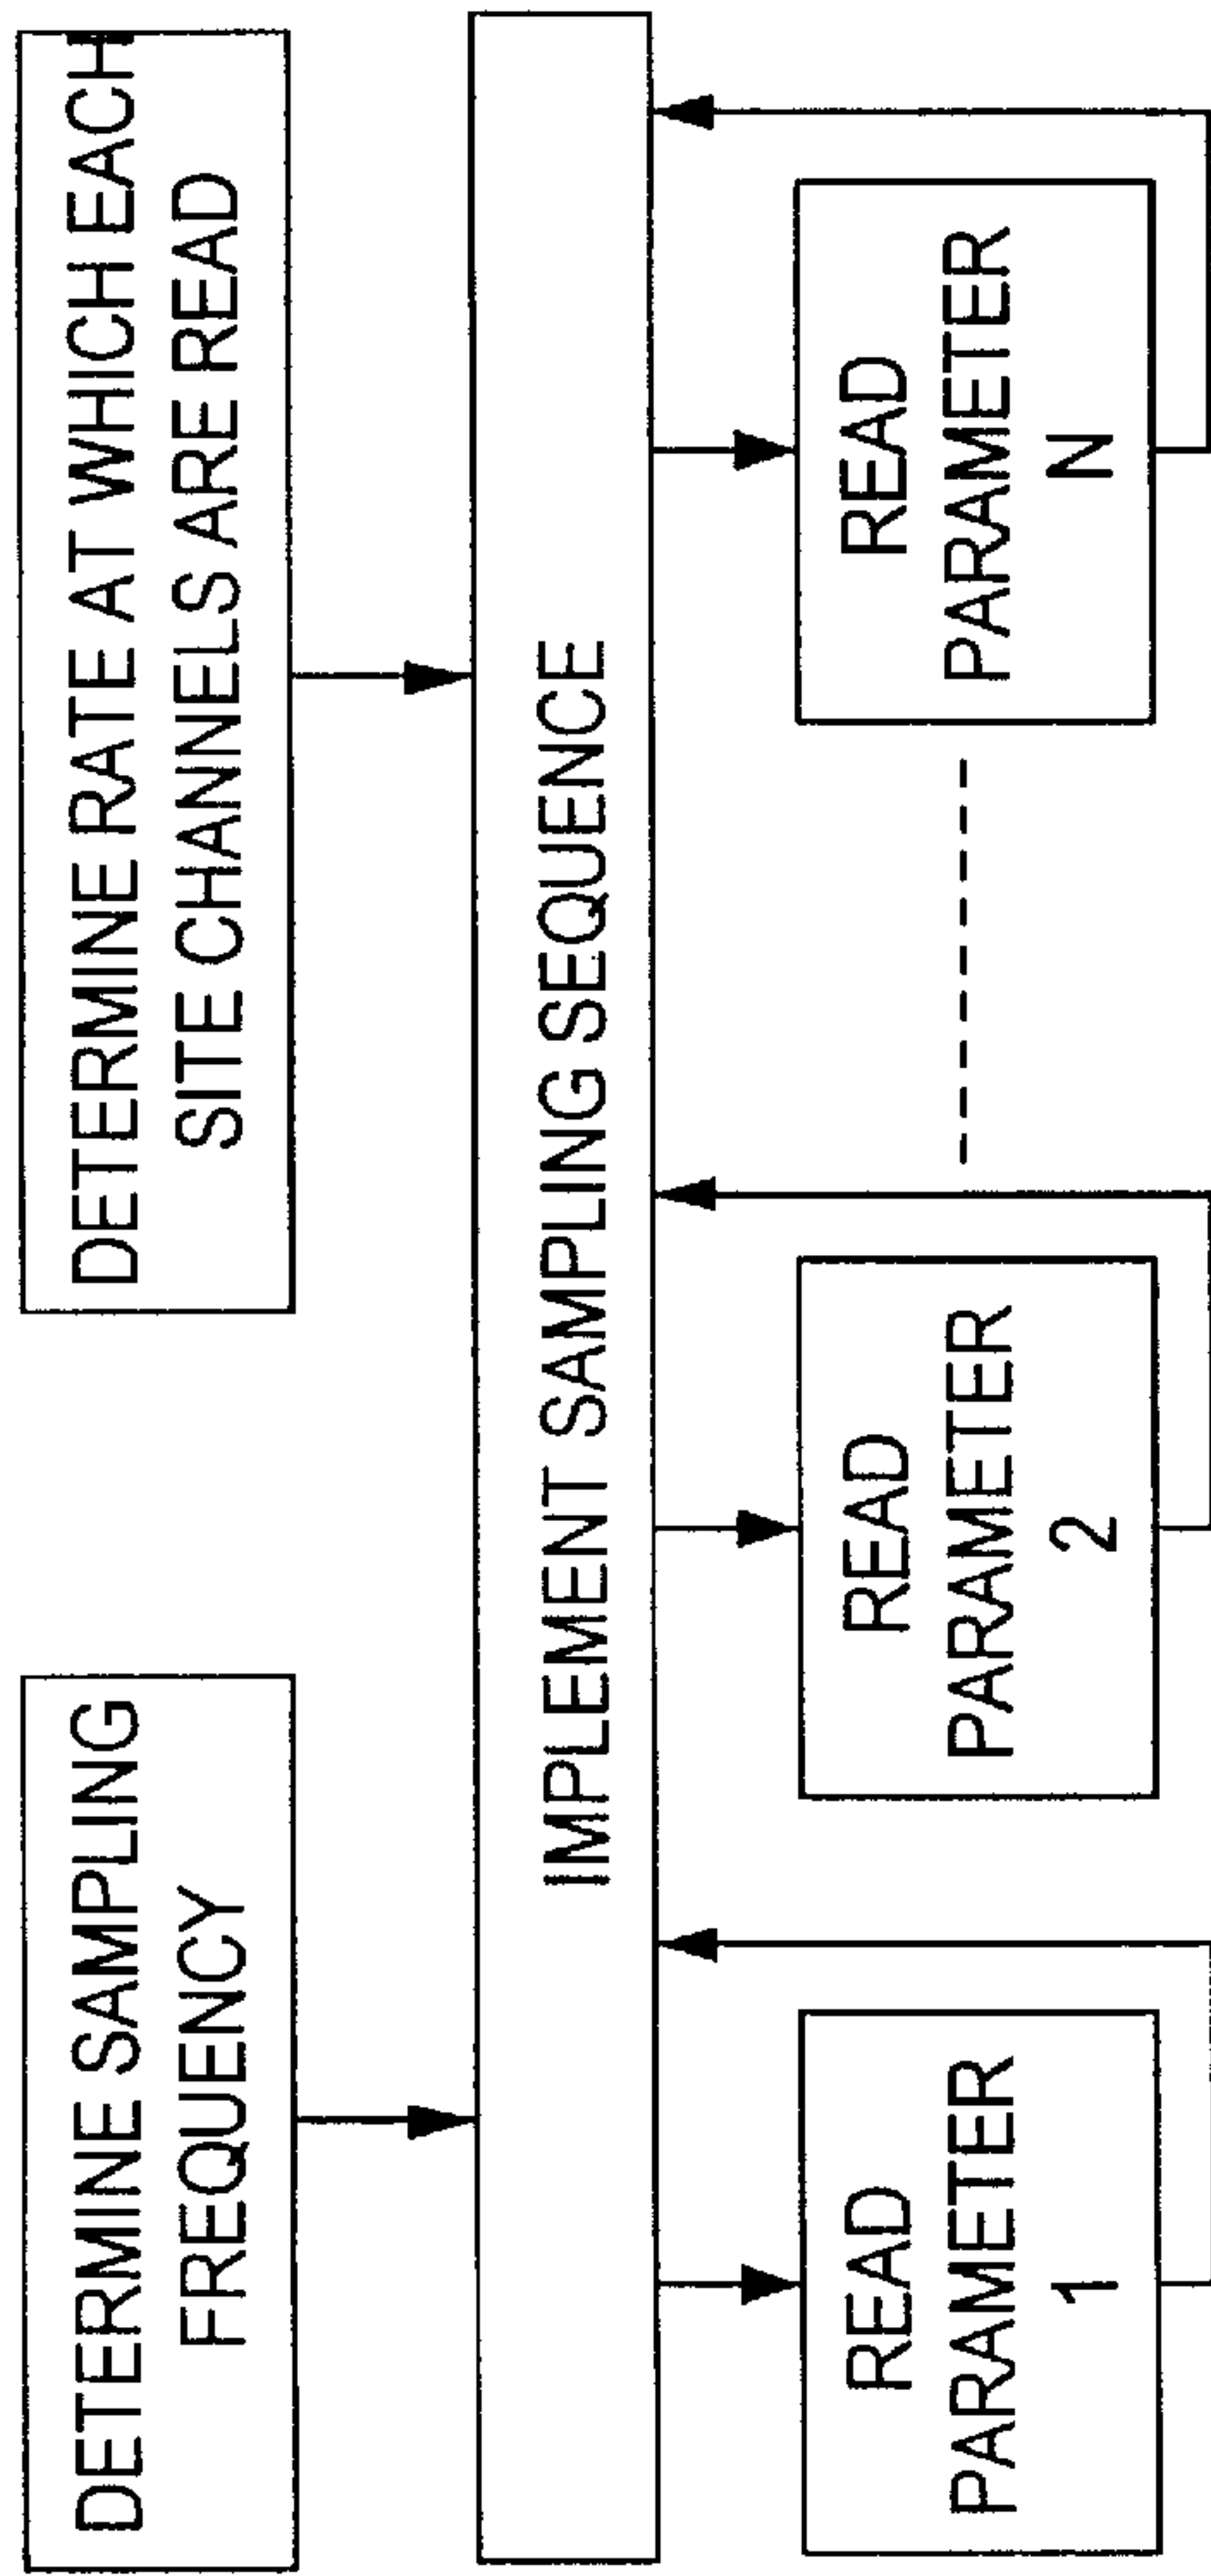 DETERMINE SAMPLING
FREQUENCY
DETERMINE RATE AT WHICH EACH
SITE CHANNELS ARE READ
IMPLEMENT SAMPLING SEQUENCE
READ
PARAMETER
1
READ
PARAMETER
2
READ
PARAMETER
N